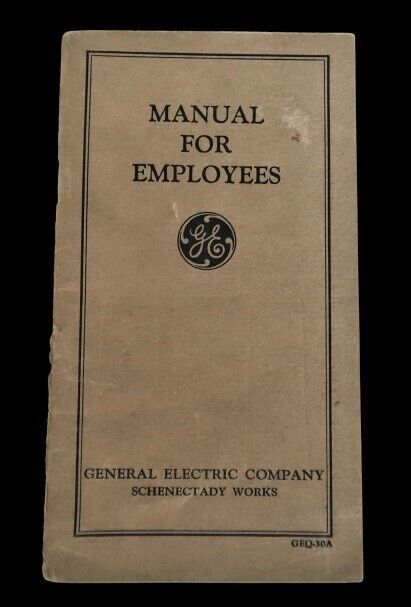 MANUAL
FOR
EMPLOYEES
GE
GENERAL ELECTRIC COMPANY
SCHENECTADY WORKS
GEQ-30A